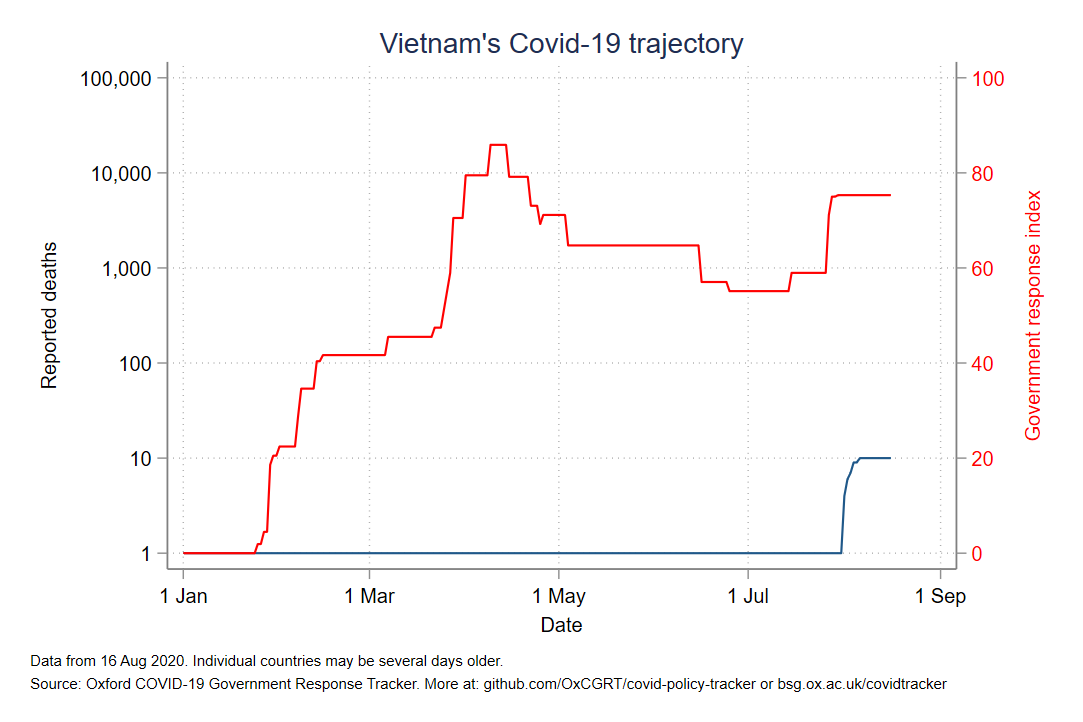 Vietnam's Covid-19 trajectory
100,000
10,000
1,000
100
10
1
Reported deaths
100
80
60
40
20
0
Government response index
1 Jan
1 Mar
1 May
1 Jul
1 Sep
Date
Data from 16 Aug 2020. Individual countries may be several days older.
Source: Oxford COVID-19 Government Response Tracker. More at: github.com/OxCGRT/covid-policy-tracker or bsg.ox.ac.uk/covidtracker